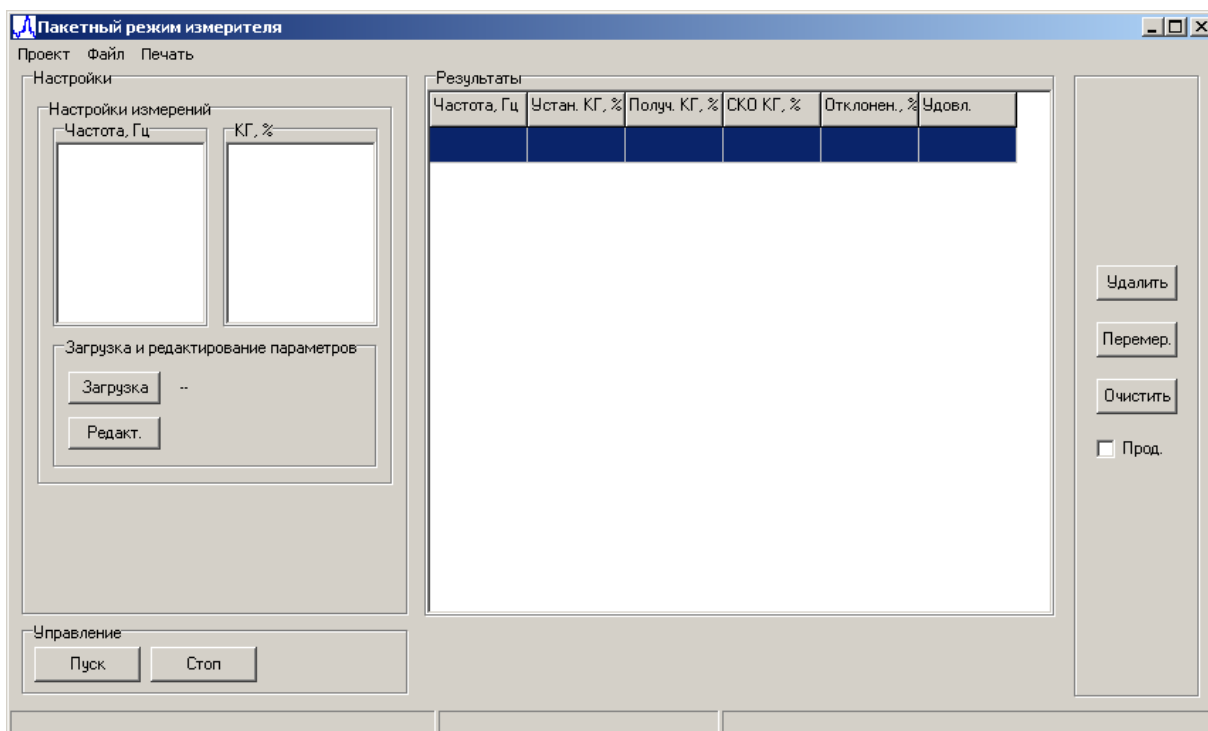 Пакетный режим измерителя
Проект Файл Печать
Настройки
Настройки измерений
Частота, Гц КГ, %
Загрузка и редактирование параметров
Загрузка --
Редакт.
Управление
Пуск Стоп
Результаты
Частота, Гц Устан. КГ, % Получ. КГ, % СКО КГ, % Отклонен., % Удовл.
Удалить
Перемер.
Очистить
Прод.